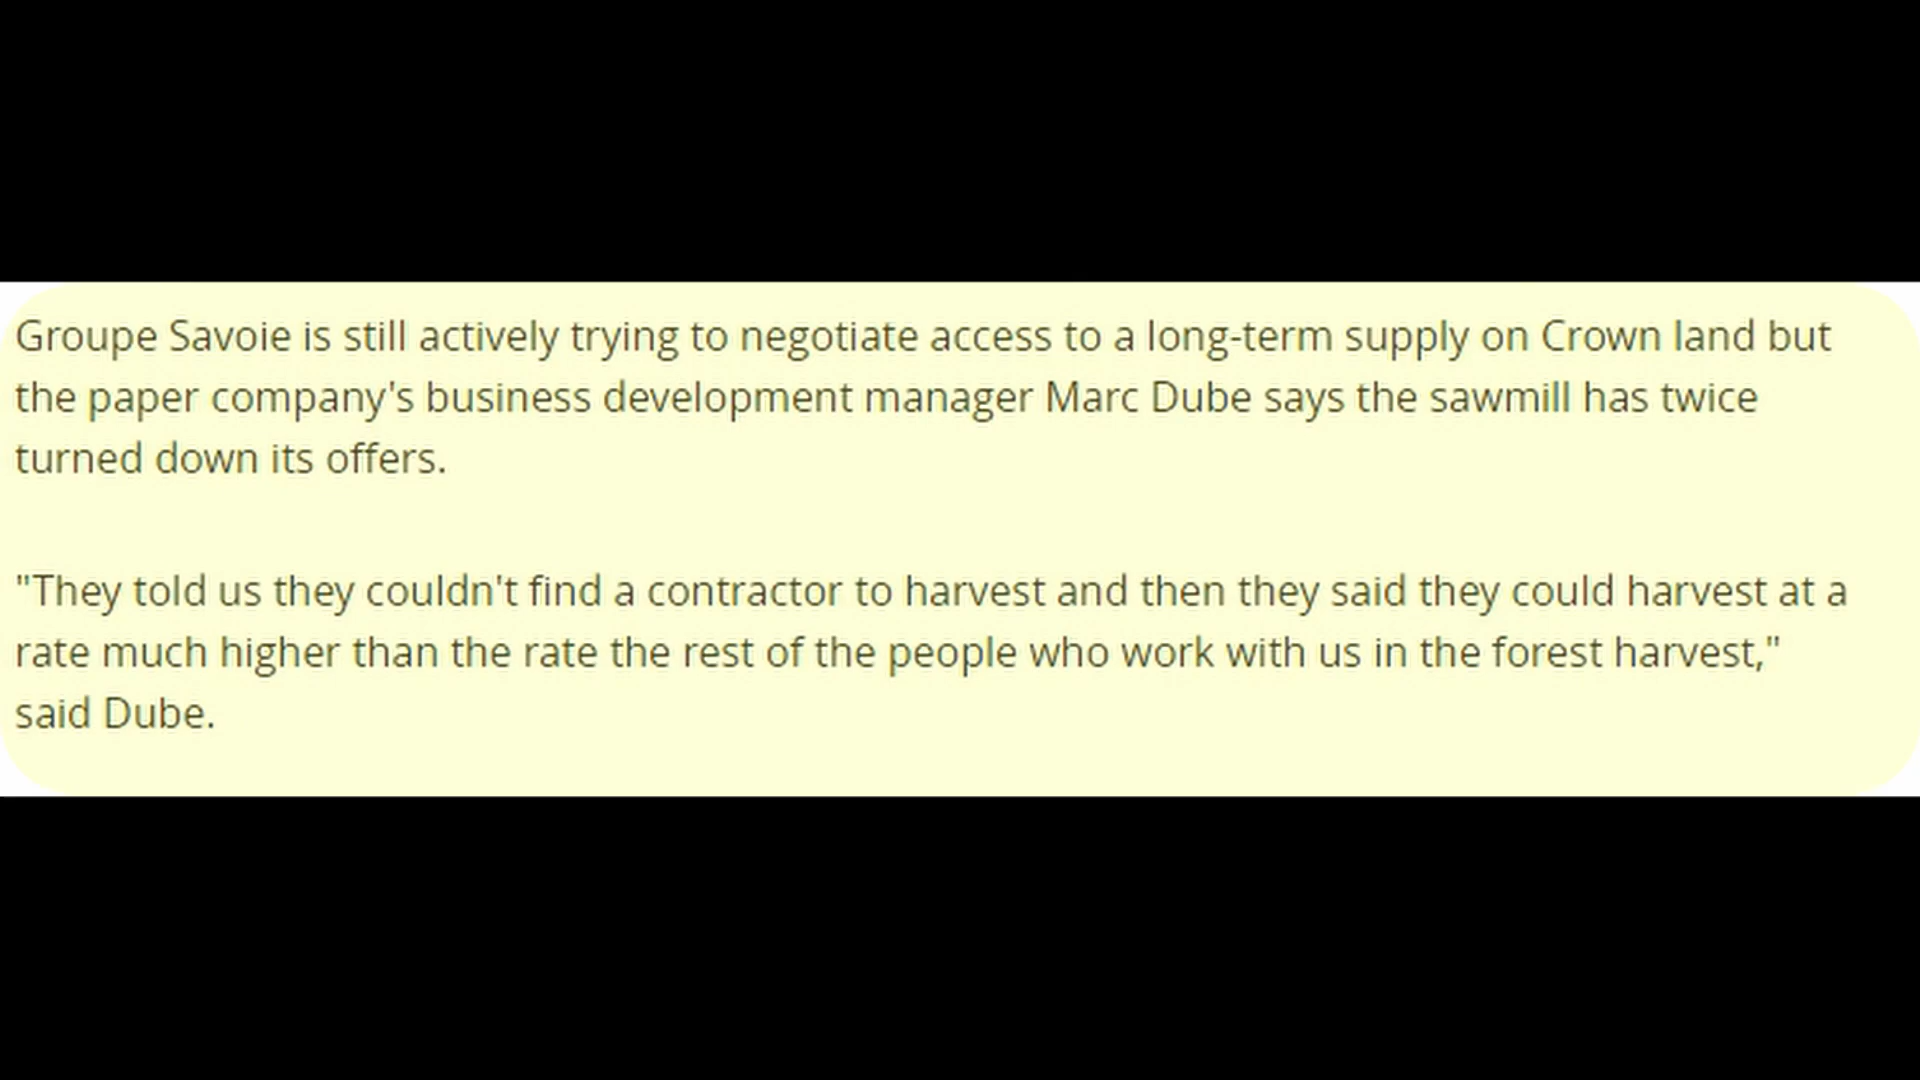 Groupe Savoie is still actively trying to negotiate access to a long-term supply on Crown land but
the paper company's business development manager Marc Dube says the sawmill has twice
turned down its offers.
"They told us they couldn't find a contractor to harvest and then they said they could harvest at a
rate much higher than the rate the rest of the people who work with us in the forest harvest,"
said Dube.